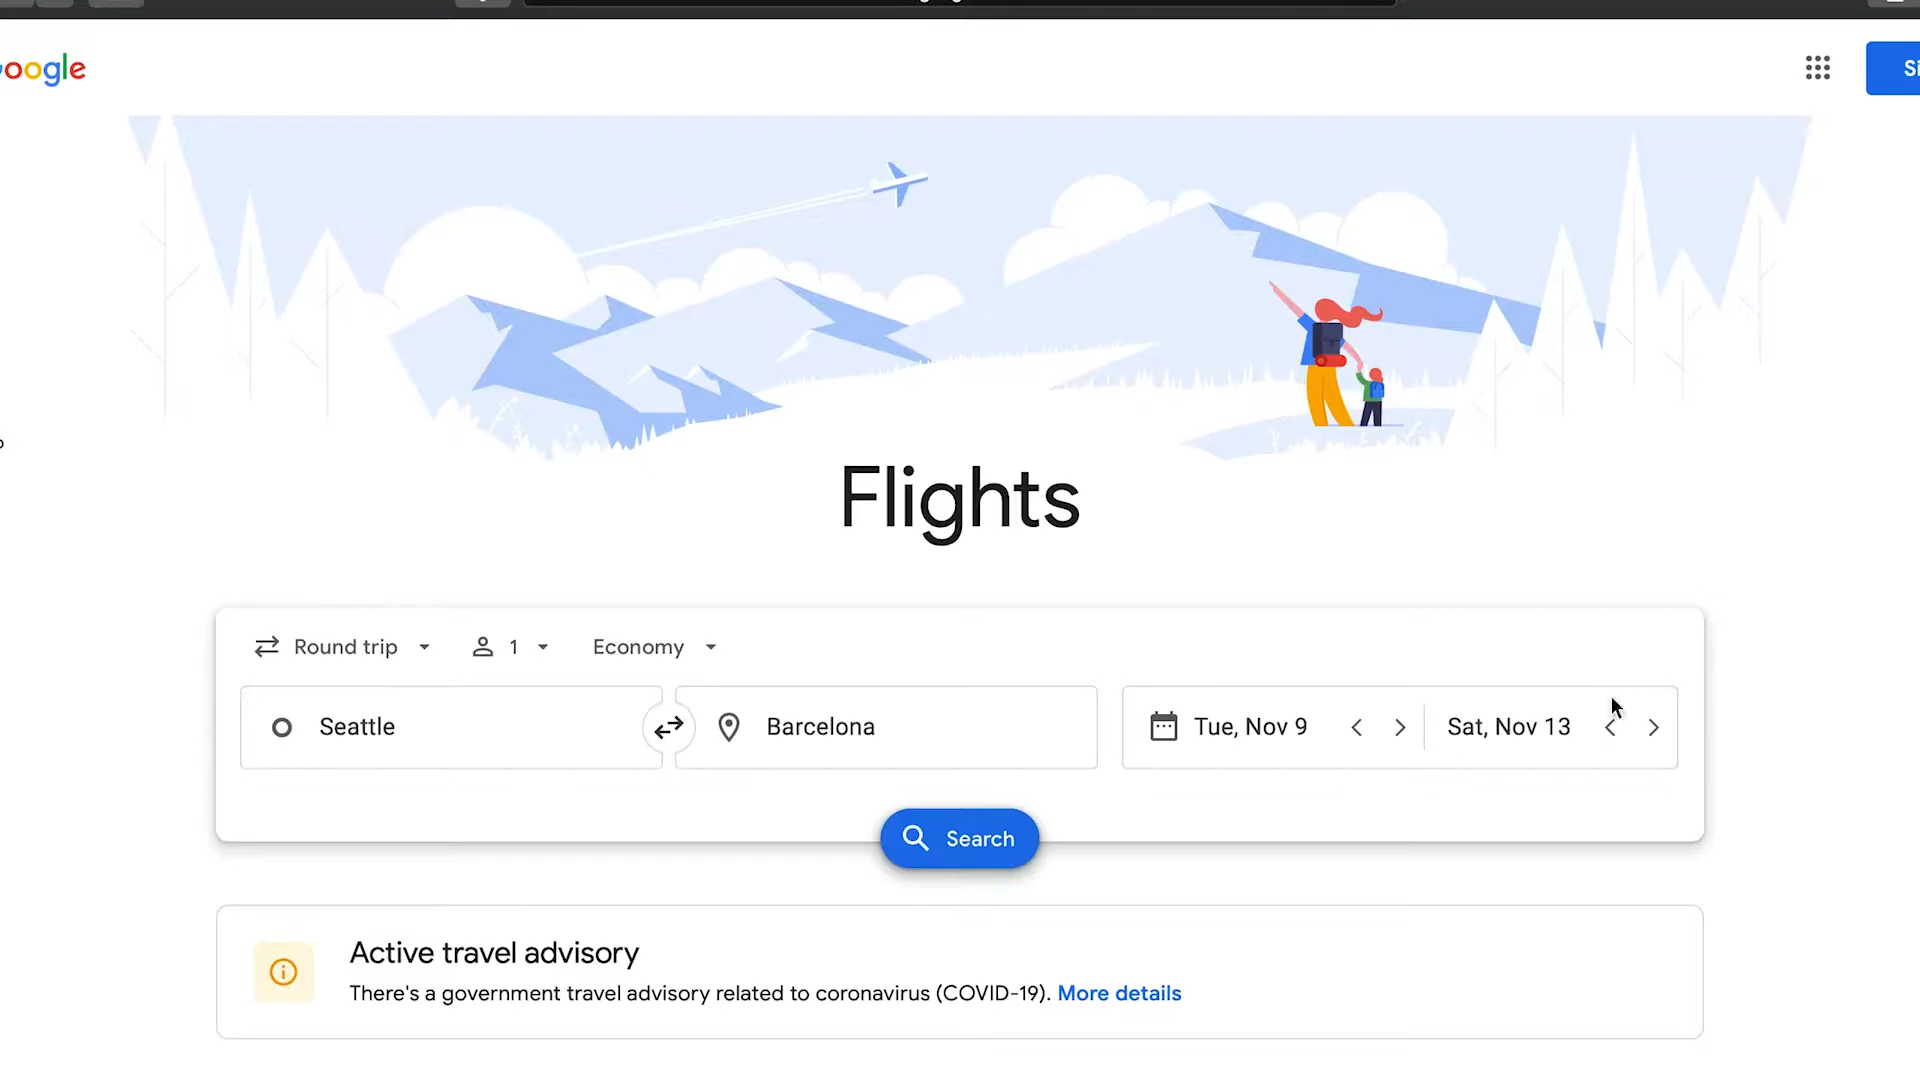 oogle
Flights
Round trip 1 Economy
Seattle Barcelona Tue, Nov 9 Sat, Nov 13
Search
Active travel advisory
There's a government travel advisory related to coronavirus (COVID-19). More details